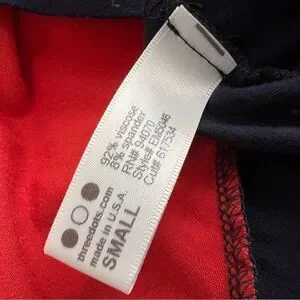 92% viscose
8% spandex
RN# 94070
Style# EM5046
Cut# 617534
threedots.com
made in U.S.A.
SMALL